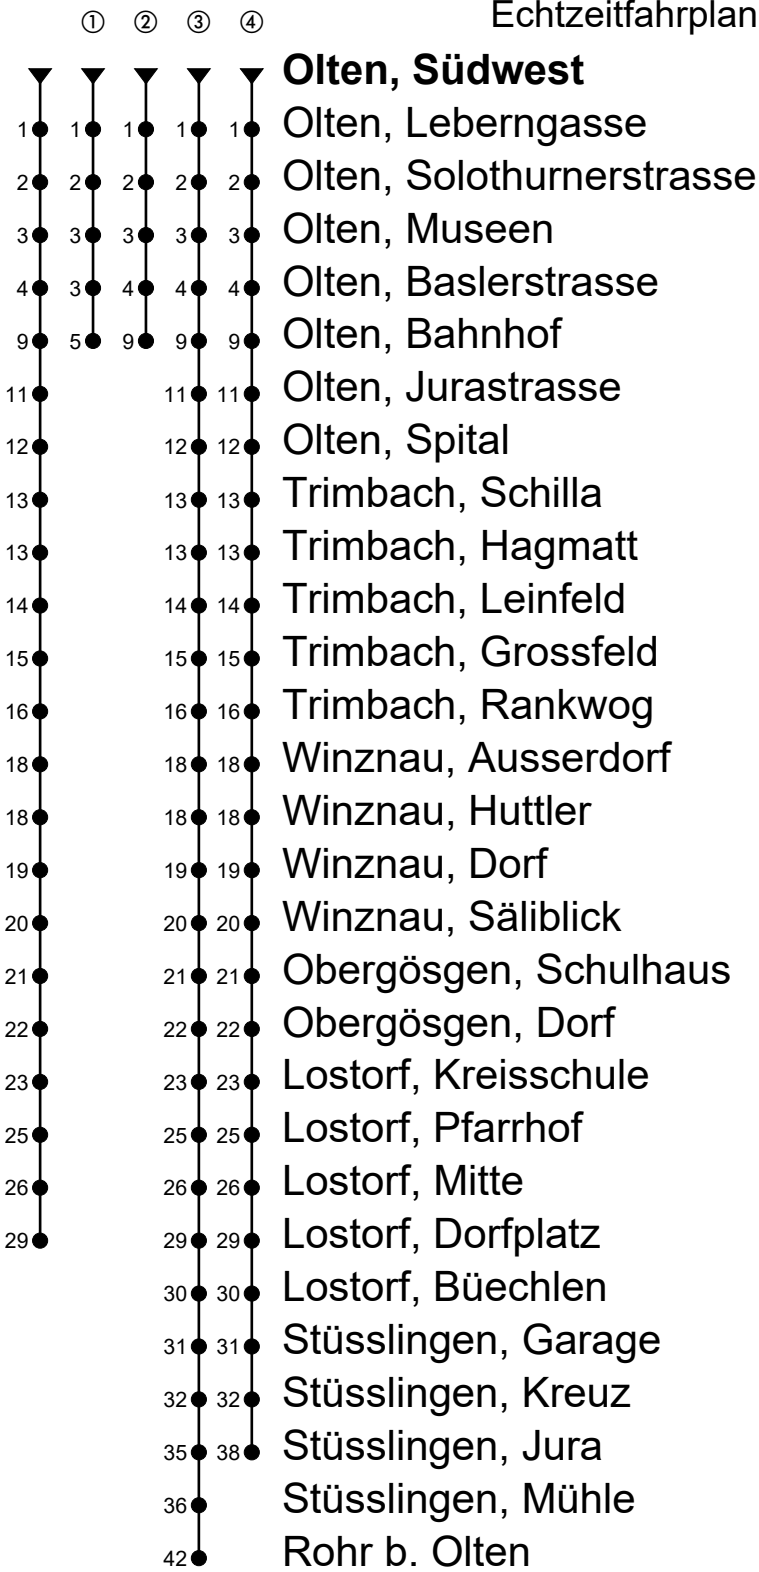 ① ② ③ ④ Echtzeitfahrplan
Olten, Südwest
1 1 1 1 1 Olten, Leberngasse
2 2 2 2 2 Olten, Solothurnerstrasse
3 3 3 3 3 Olten, Museen
4 3 4 4 4 Olten, Baslerstrasse
9 5 9 9 9 Olten, Bahnhof
11 11 11 Olten, Jurastrasse
12 12 12 Olten, Spital
13 13 13 Trimbach, Schilla
13 13 13 Trimbach, Hagmatt
14 14 14 Trimbach, Leinfeld
15 15 15 Trimbach, Grossfeld
16 16 16 Trimbach, Rankwog
18 18 18 Winznau, Ausserdorf
18 18 18 Winznau, Huttler
19 19 19 Winznau, Dorf
20 20 20 Winznau, Säliblick
21 21 21 Obergösgen, Schulhaus
22 22 22 Obergösgen, Dorf
23 23 23 Lostorf, Kreisschule
25 25 25 Lostorf, Pfarrhof
26 26 26 Lostorf, Mitte
29 29 29 Lostorf, Dorfplatz
30 30 Lostorf, Büechlen
31 31 Stüsslingen, Garage
32 32 Stüsslingen, Kreuz
35 38 Stüsslingen, Jura
36 Stüsslingen, Mühle
42 Rohr b. Olten